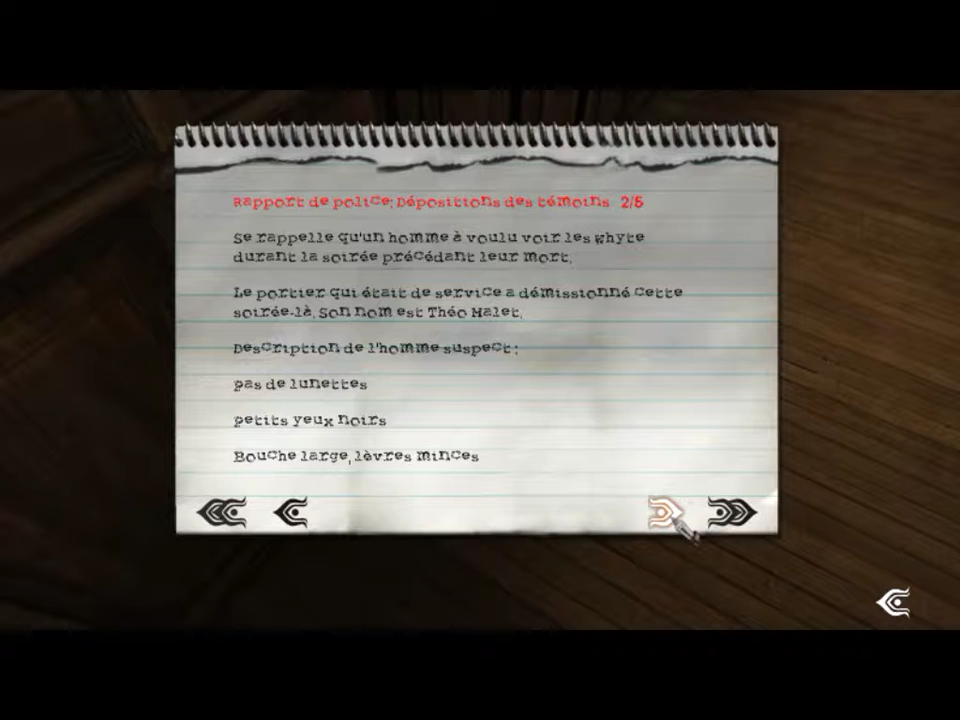 Rapport de police: Dépositions des témoins 2/5
Se rappelle qu'un homme à voulu voir les Whyte
durant la soirée précédant leur mort.
Le portier qui était de service a démissionné cette
soirée-là. Son nom est Théo Malet.
Description de l'homme suspect :
pas de lunettes
petits yeux noirs
Bouche large, lèvres minces